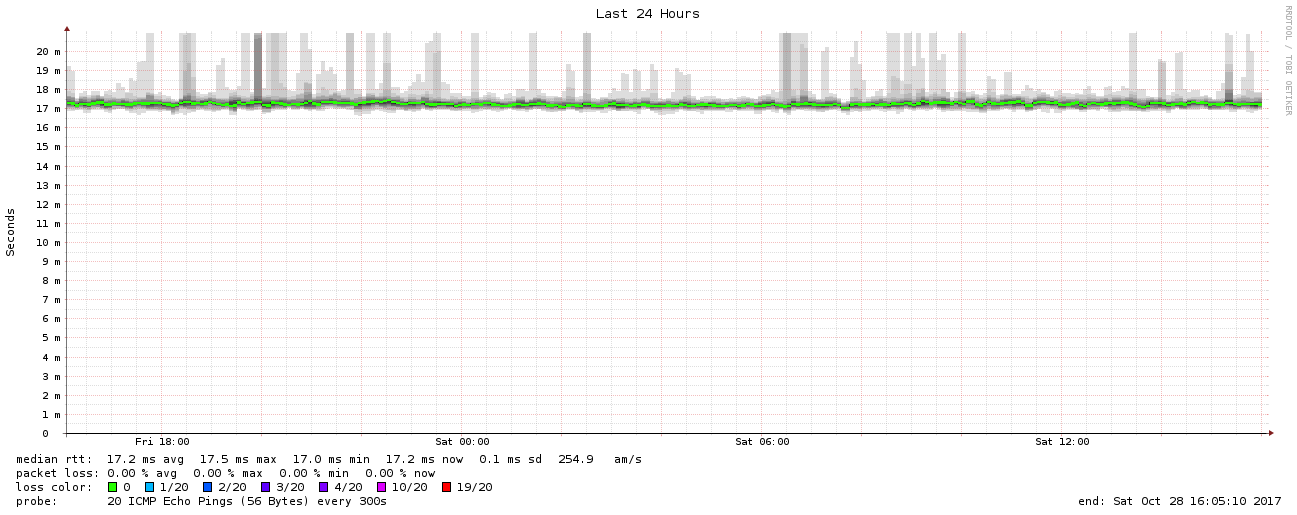 Last 24 Hours
RRDTOOL / TOBI OETIKER
Seconds
20 m
19 m
18 m
17 m
16 m
15 m
14 m
13 m
12 m
11 m
10 m
9 m
8 m
7 m
6 m
5 m
4 m
3 m
2 m
1 m
0
Fri 18:00 Sat 00:00 Sat 06:00 Sat 12:00
median rtt: 17.2 ms avg 17.5 ms max 17.0 ms min 17.2 ms now 0.1 ms sd 254.9 am/s
packet loss: 0.00 % avg 0.00 % max 0.00 % min 0.00 % now
loss color: 0 1/20 2/20 3/20 4/20 10/20 19/20
probe: 20 ICMP Echo Pings (56 Bytes) every 300s end: Sat Oct 28 16:05:10 2017